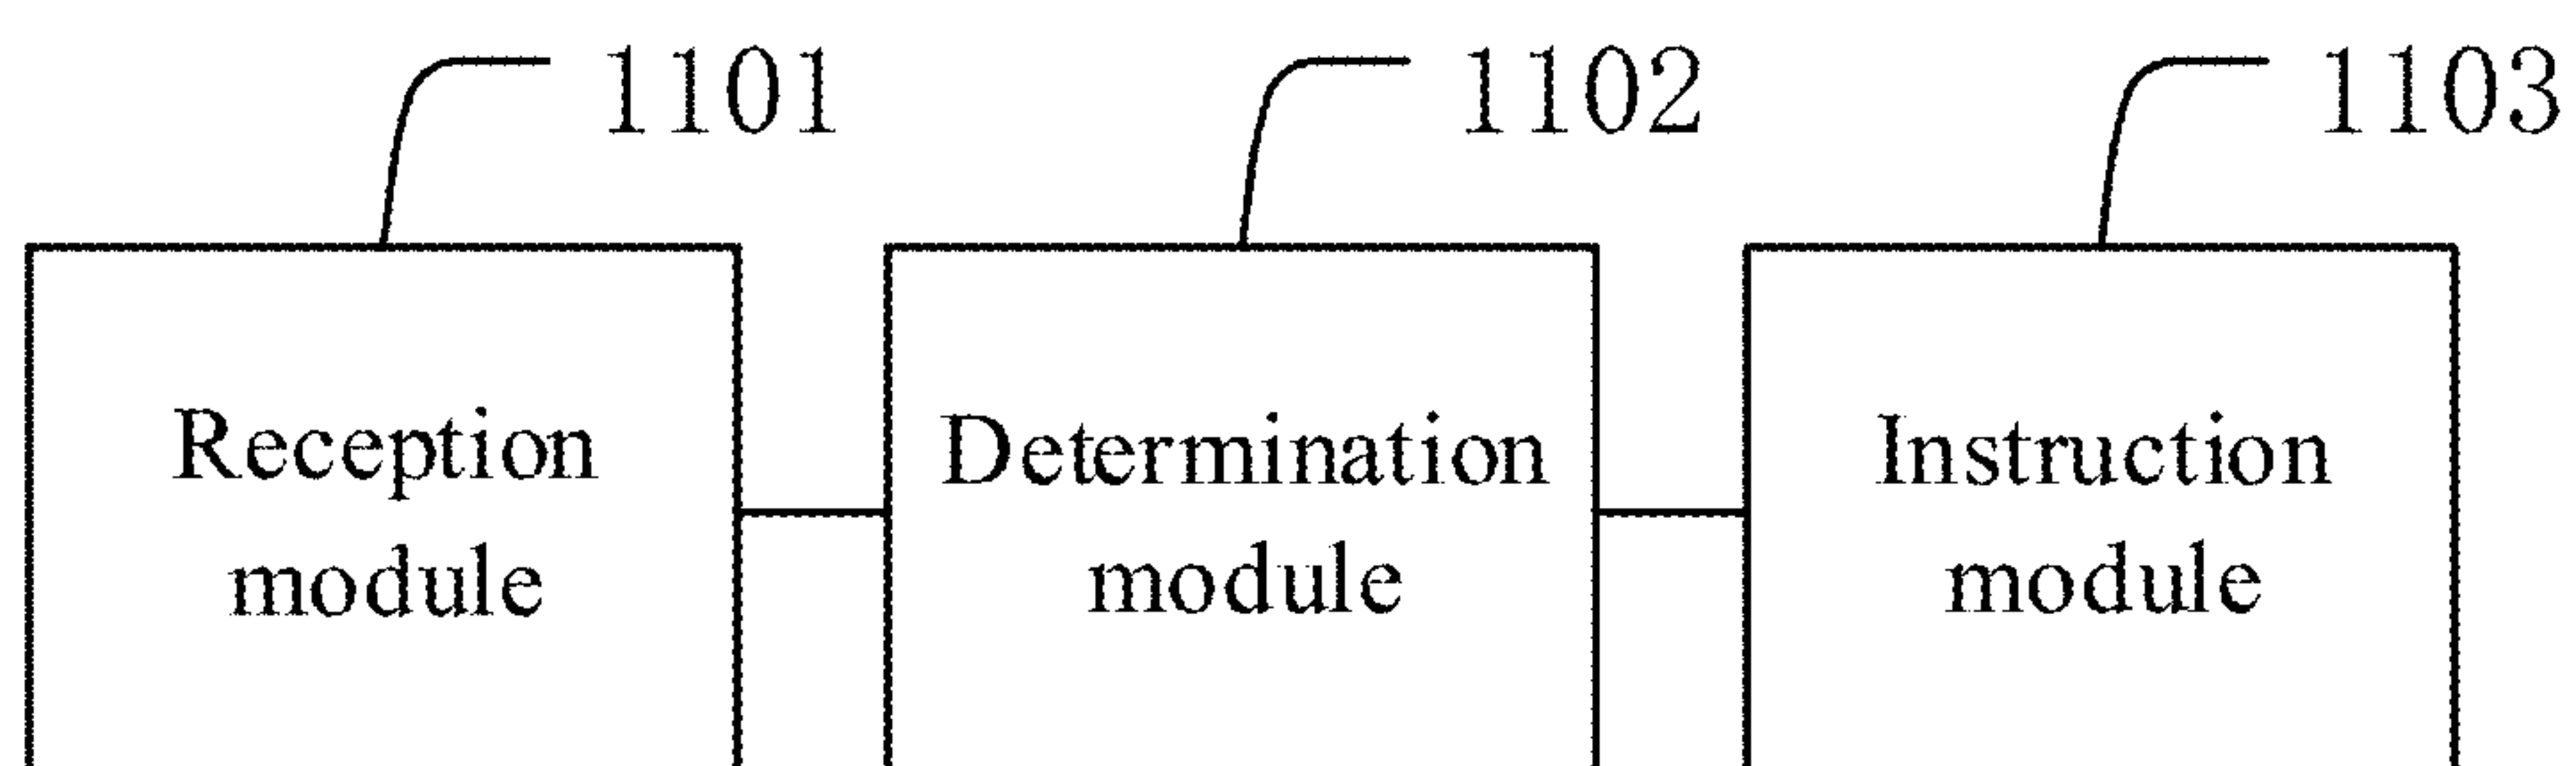 1101
1102
1103
Reception
module
Determination
module
Instruction
module